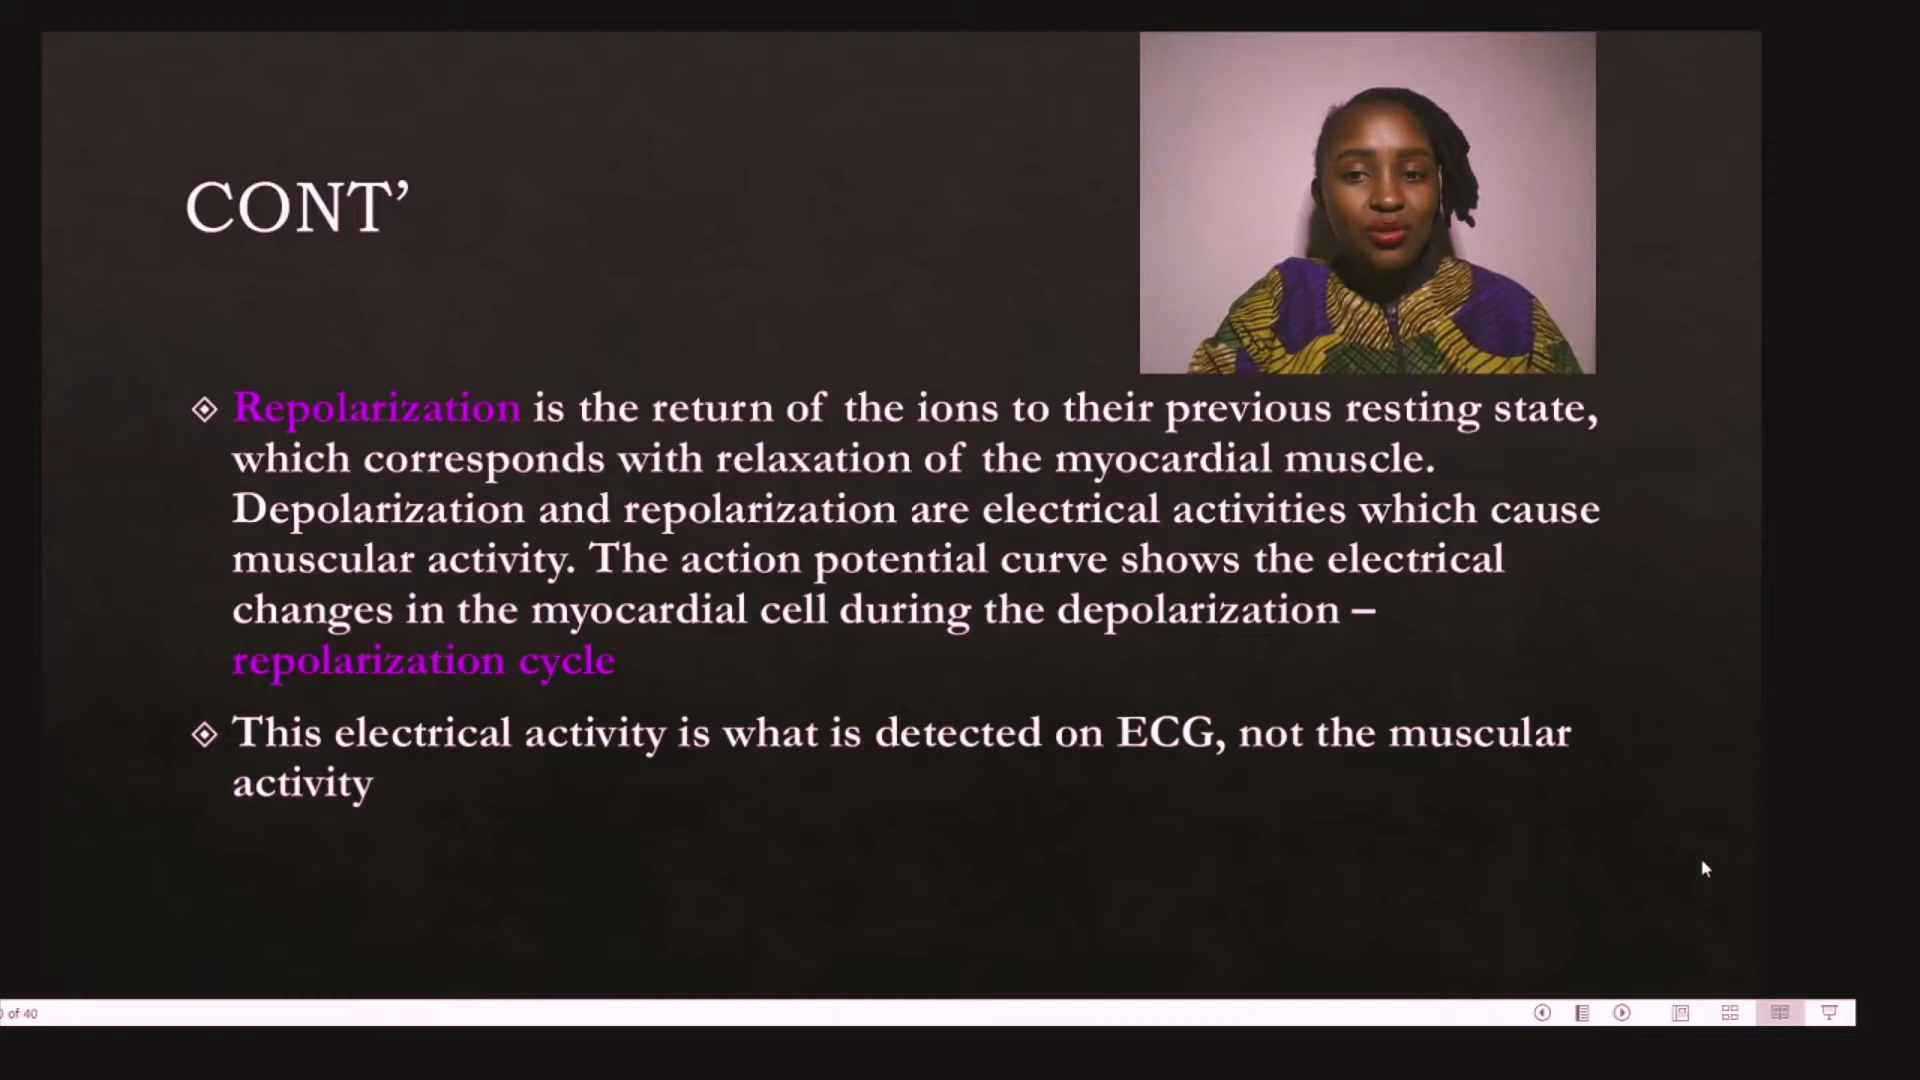 CONT’
Repolarization is the return of the ions to their previous resting state,
which corresponds with relaxation of the myocardial muscle.
Depolarization and repolarization are electrical activities which cause
muscular activity. The action potential curve shows the electrical
changes in the myocardial cell during the depolarization –
repolarization cycle
This electrical activity is what is detected on ECG, not the muscular
activity
of 40